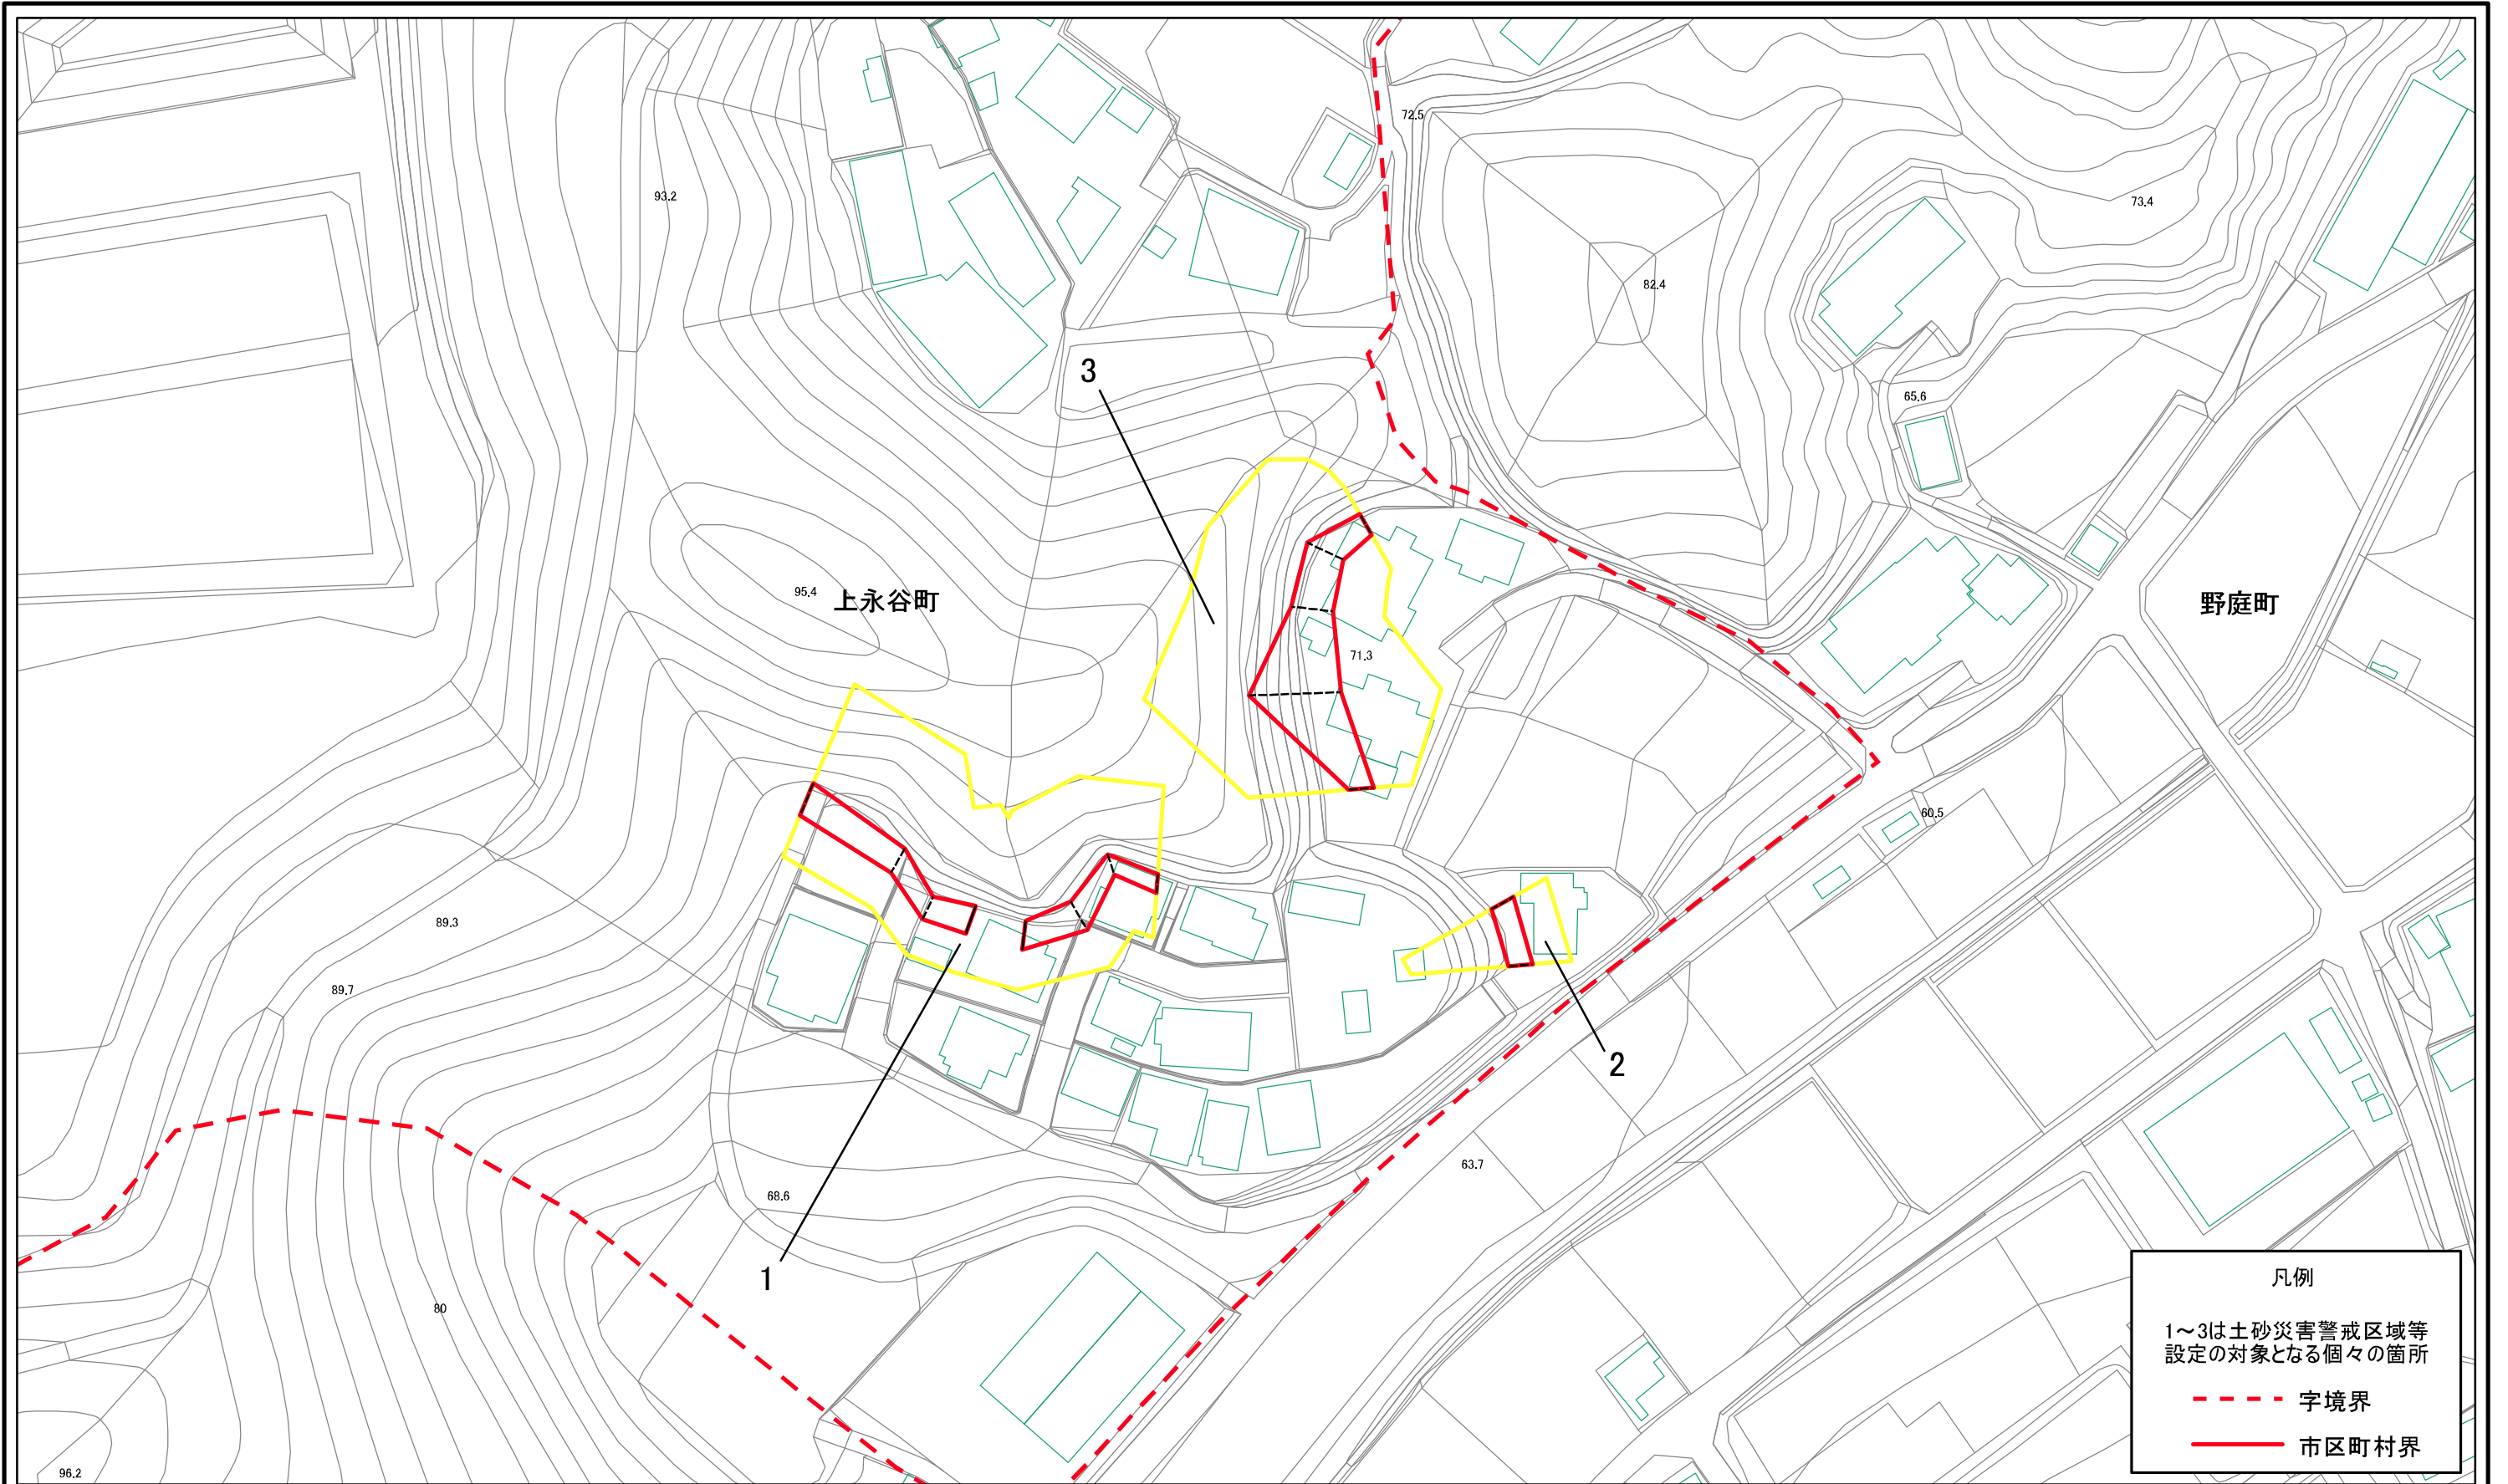 72.5
93.2
73.4
82.4
3
65.6
95.4
上永谷町
野庭町
71.3
60.5
89.3
89.7
2
63.7
68.6
1
80
96.2
凡例
1～3は土砂災害警戒区域等
設定の対象となる個々の箇所
字境界
市区町村界